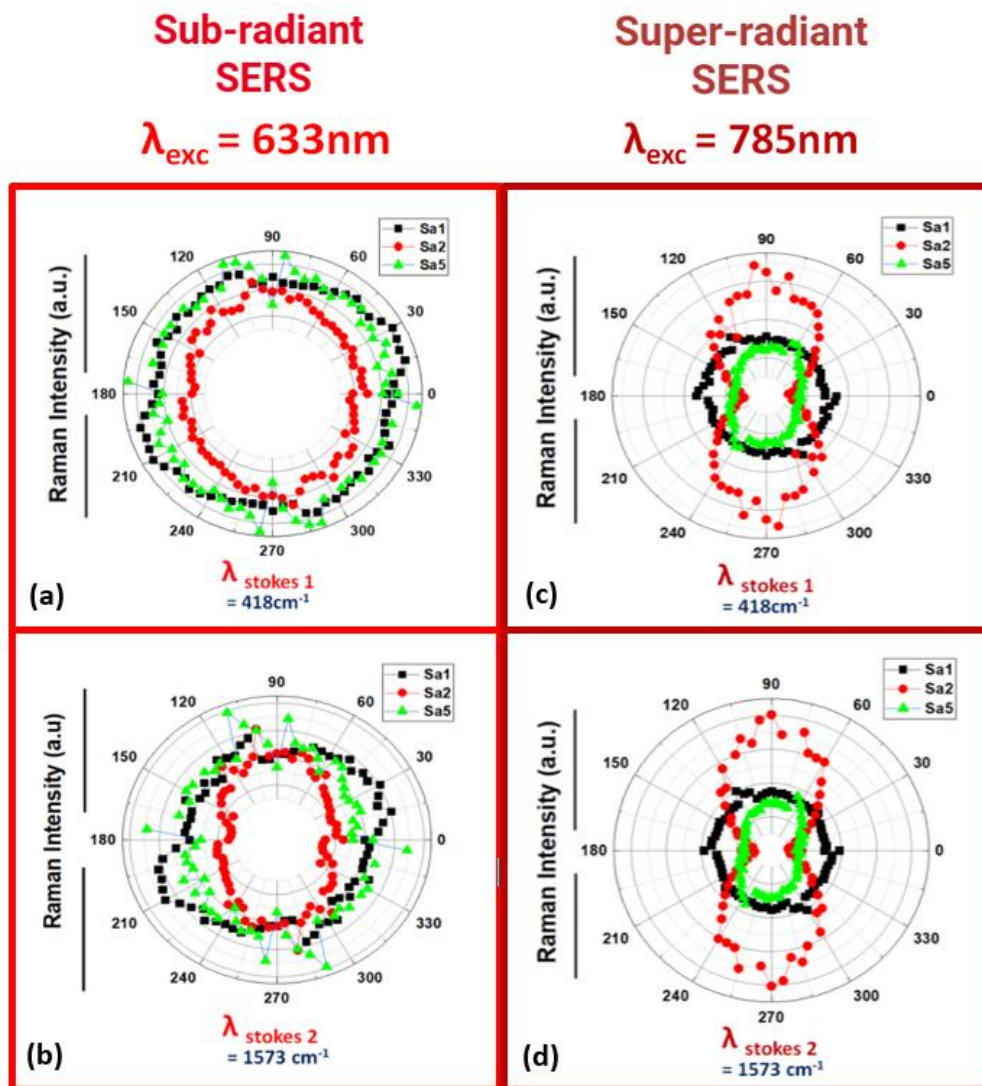 Sub-radiant
SERS
λexc = 633nm
Super-radiant
SERS
λexc = 785nm
Raman Intensity (a.u.)
Sa1
Sa2
Sa5
90
60
30
0
330
300
270
240
210
180
150
120
λ stokes 1
= 418cm-1
(a)
Raman Intensity (a.u.)
Sa1
Sa2
Sa5
90
60
30
0
330
300
270
240
210
180
150
120
λ stokes 1
= 418cm-1
(c)
Raman Intensity (a.u)
Sa1
Sa2
Sa5
90
60
30
0
330
300
270
240
210
180
150
120
λ stokes 2
= 1573 cm-1
(b)
Raman Intensity (a.u.)
Sa1
Sa2
Sa5
90
60
30
0
330
300
270
240
210
180
150
120
λ stokes 2
= 1573 cm-1
(d)